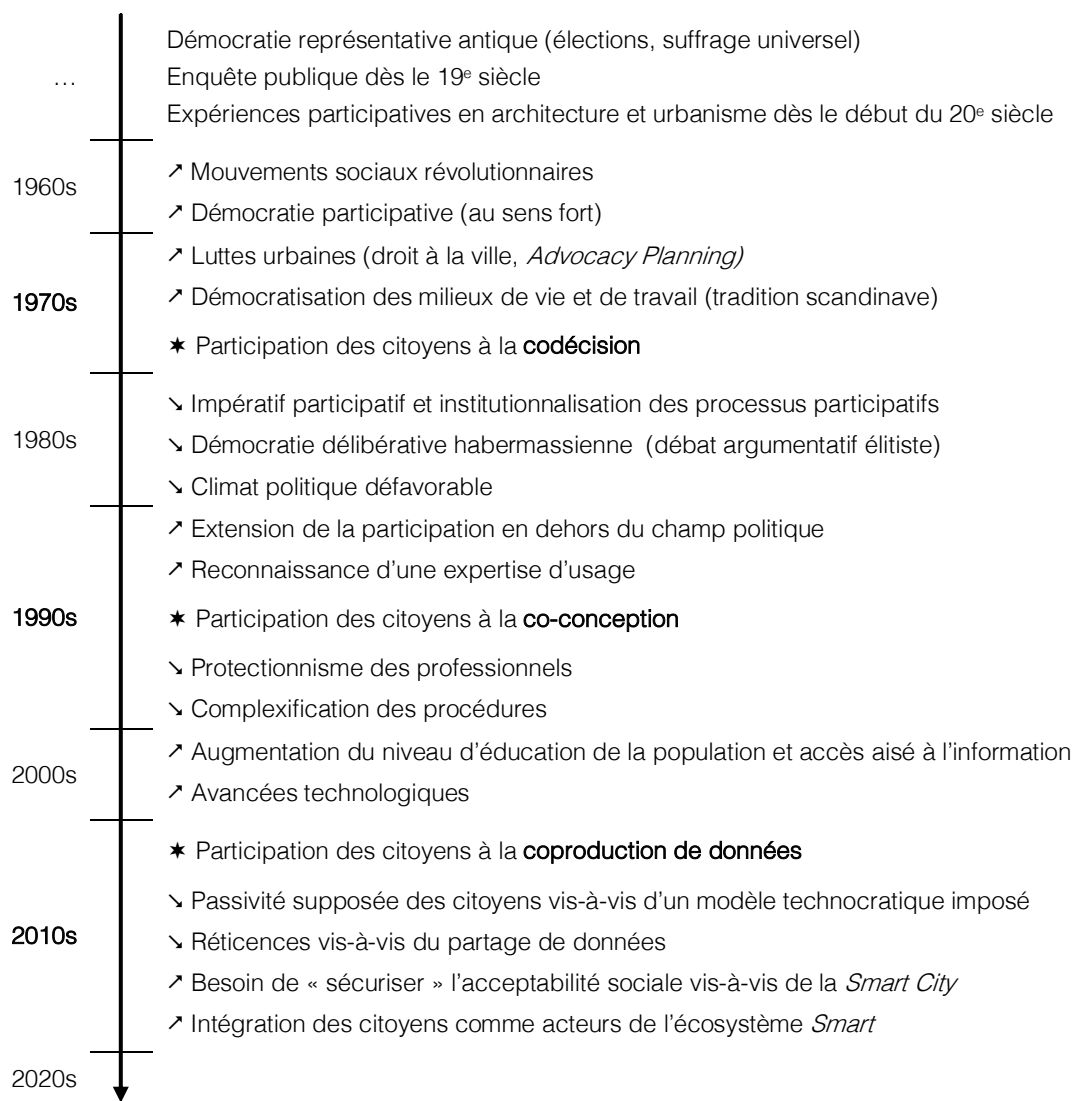 Démocratie représentative antique (élections, suffrage universel)
… Enquête publique dès le 19e siècle
Expériences participatives en architecture et urbanisme dès le début du 20e siècle
1960s
↗ Mouvements sociaux révolutionnaires
↗ Démocratie participative (au sens fort)
1970s
↗ Luttes urbaines (droit à la ville, Advocacy Planning)
↗ Démocratisation des milieux de vie et de travail (tradition scandinave)
✶ Participation des citoyens à la codécision
1980s
↘ Impératif participatif et institutionnalisation des processus participatifs
↘ Démocratie délibérative habermassienne (débat argumentatif élitiste)
↘ Climat politique défavorable
1990s
↗ Extension de la participation en dehors du champ politique
↗ Reconnaissance d’une expertise d’usage
✶ Participation des citoyens à la co-conception
↘ Protectionnisme des professionnels
↘ Complexification des procédures
2000s
↗ Augmentation du niveau d’éducation de la population et accès aisé à l’information
↗ Avancées technologiques
2010s
✶ Participation des citoyens à la coproduction de données
↘ Passivité supposée des citoyens vis-à-vis d’un modèle technocratique imposé
↘ Réticences vis-à-vis du partage de données
↗ Besoin de « sécuriser » l’acceptabilité sociale vis-à-vis de la Smart City
↗ Intégration des citoyens comme acteurs de l’écosystème Smart
2020s